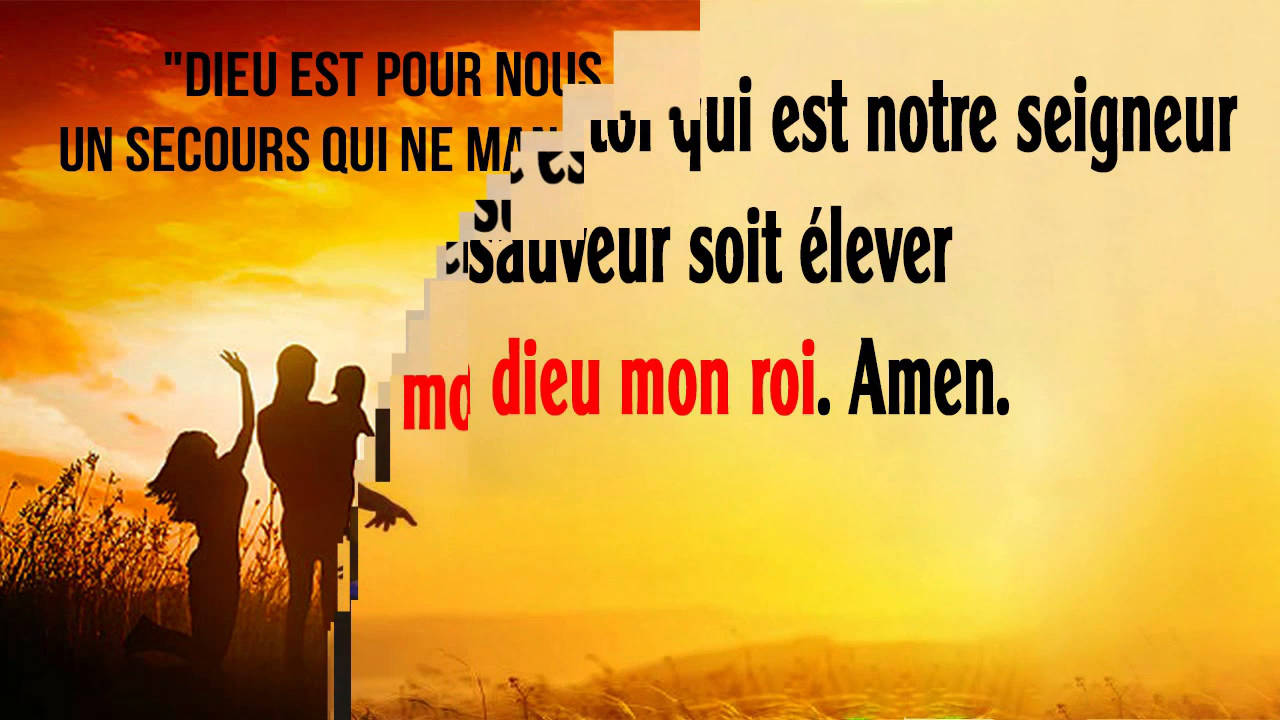 "DIEU EST POUR NOUS
UN SECOURS QUI NE
toi qui est notre seigneur
sauveur soit élever
dieu mon roi. Amen.